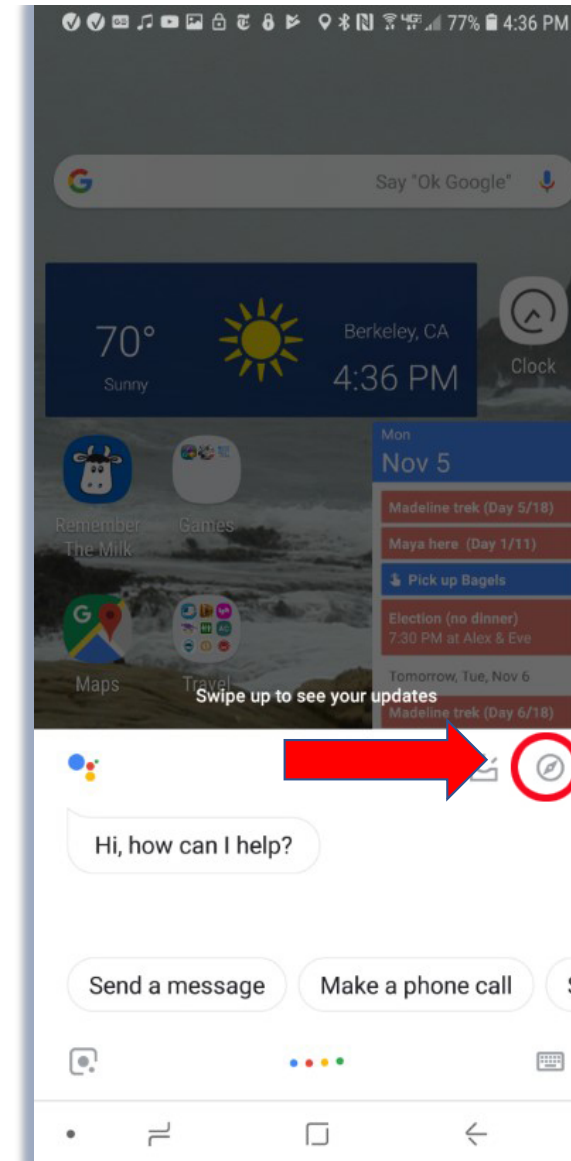 77% 4:36 PM
Say "Ok Google"
70°
Sunny
Berkeley, CA
4:36 PM
Clock
Mon
Nov 5
Madeline trek (Day 5/18)
Maya here (Day 1/11)
Pick up Bagels
Election (no dinner)
7:30 PM at Alex & Eve
Tomorrow, Tue, Nov 6
Madeline trek (Day 6/18)
Remember
The Milk
Games
Maps
Travel
Swipe up to see your updates
Hi, how can I help?
Send a message
Make a phone call